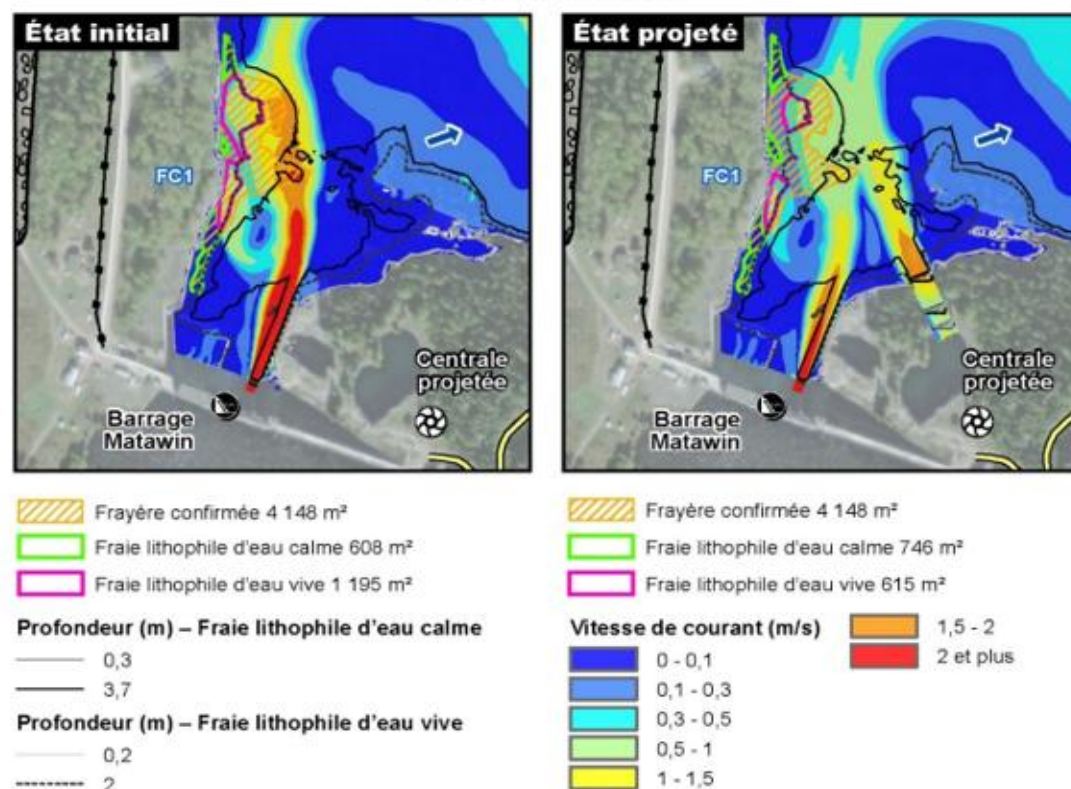 État initial
FC1
Centrale
projetée
Barrage
Matawin
État projeté
FC1
Centrale
projetée
Barrage
Matawin
Frayère confirmée 4 148 m²
Fraie lithophile d'eau calme 608 m²
Fraie lithophile d'eau vive 1 195 m²
Profondeur (m) – Fraie lithophile d'eau calme
0,3
3,7
Profondeur (m) – Fraie lithophile d'eau vive
0,2
2
Frayère confirmée 4 148 m²
Fraie lithophile d'eau calme 746 m²
Fraie lithophile d'eau vive 615 m²
Vitesse de courant (m/s)
0 - 0,1
0,1 - 0,3
0,3 - 0,5
0,5 - 1
1 - 1,5
1,5 - 2
2 et plus